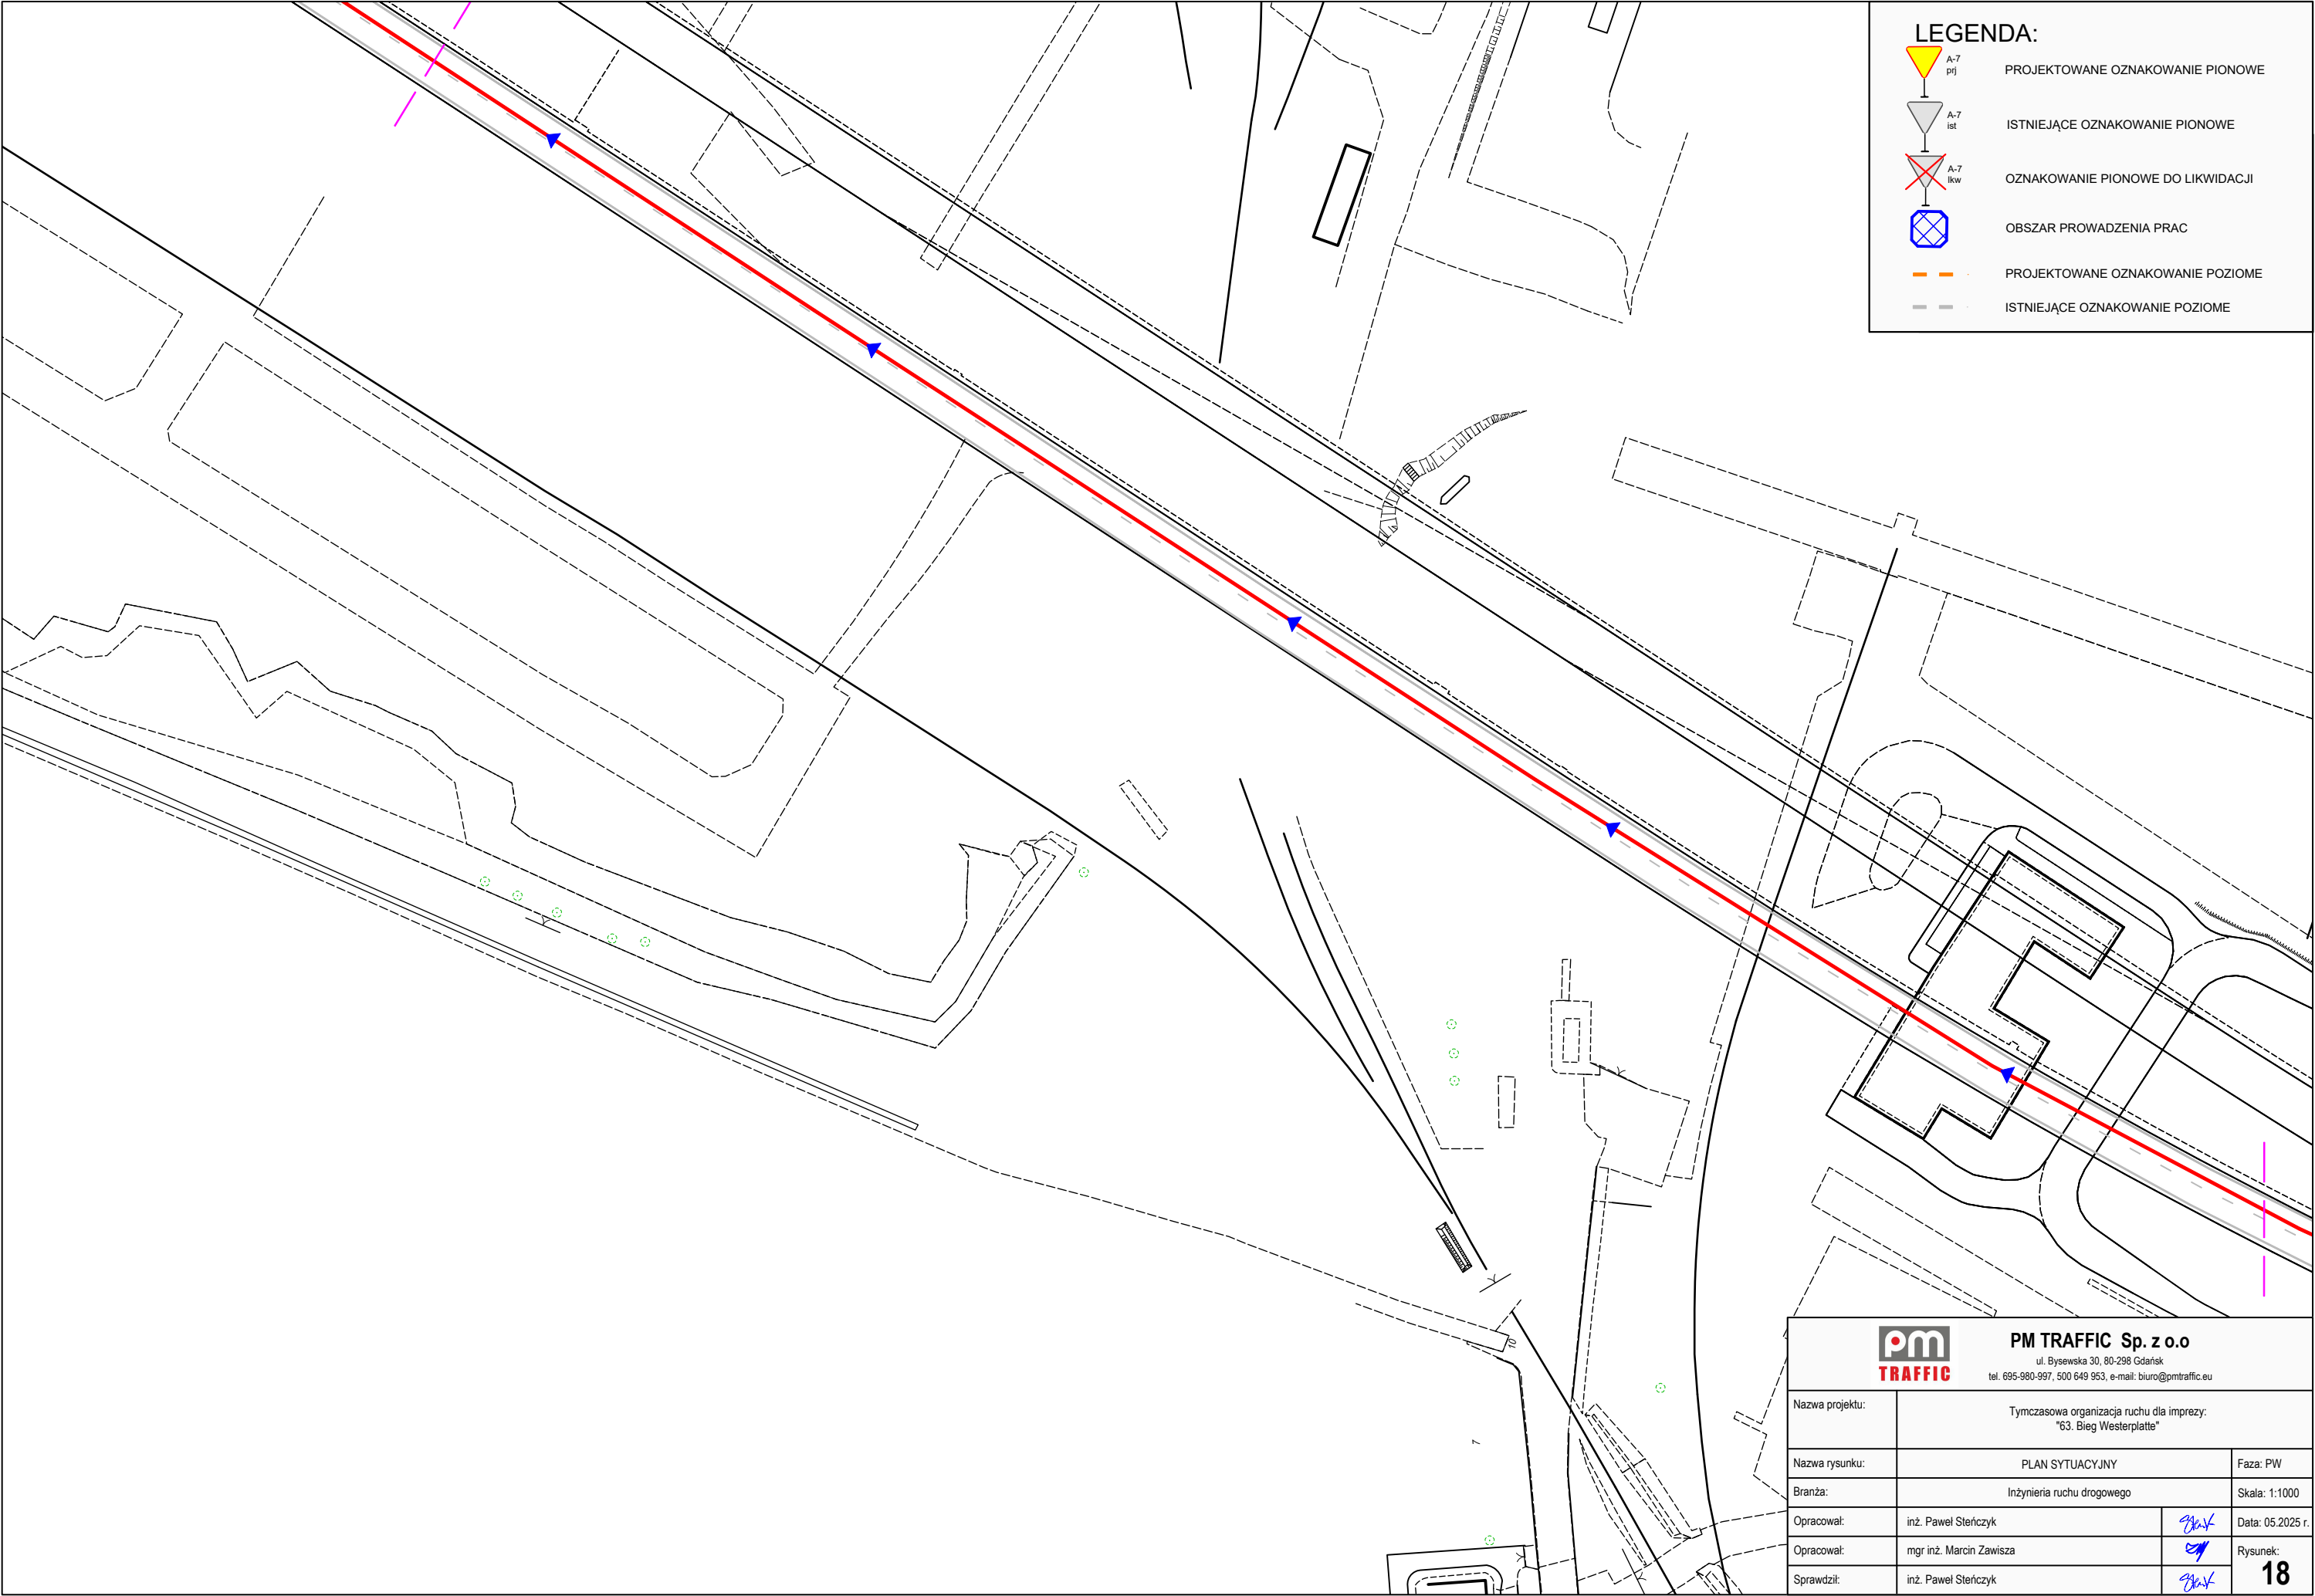 LEGENDA:
A-7
prj
PROJEKTOWANE OZNAKOWANIE PIONOWE
A-7
ist
ISTNIEJĄCE OZNAKOWANIE PIONOWE
A-7
lkw
OZNAKOWANIE PIONOWE DO LIKWIDACJI
OBSZAR PROWADZENIA PRAC
PROJEKTOWANE OZNAKOWANIE POZIOME
ISTNIEJĄCE OZNAKOWANIE POZIOME
10
7
pm
TRAFFIC
PM TRAFFIC Sp. z o.o
ul. Bysewska 30, 80-298 Gdańsk
tel. 695-980-997, 500 649 953, e-mail: biuro@pmtraffic.eu
Nazwa projektu:
Tymczasowa organizacja ruchu dla imprezy:
"63. Bieg Westerplatte"
Nazwa rysunku: PLAN SYTUACYJNY Faza: PW
Branża: Inżynieria ruchu drogowego Skala: 1:1000
Opracował: inż. Paweł Steńczyk Data: 05.2025 r.
Opracował: mgr inż. Marcin Zawisza Rysunek:
18
Sprawdził: inż. Paweł Steńczyk